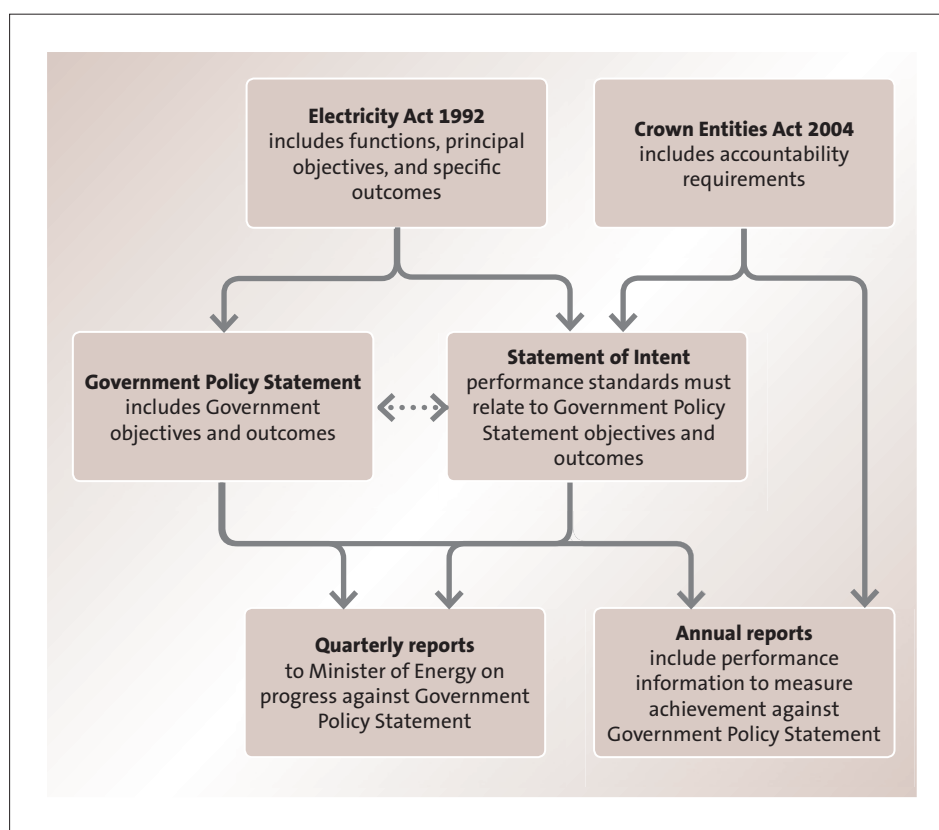 Electricity Act 1992
includes functions, principal
objectives, and specific
outcomes
Crown Entities Act 2004
includes accountability
requirements
Government Policy Statement
includes Government
objectives and outcomes
Statement of Intent
performance standards must
relate to Government Policy
Statement objectives and
outcomes
Quarterly reports
to Minister of Energy on
progress against Government
Policy Statement
Annual reports
include performance
information to measure
achievement against
Government Policy Statement